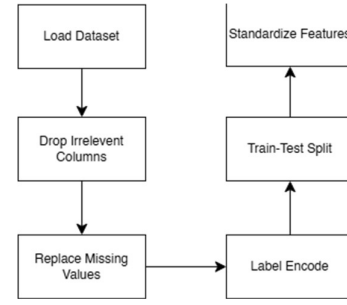 Load Dataset
Drop Irrelevent
Columns
Replace Missing
Values
Label Encode
Train-Test Split
Standardize Features